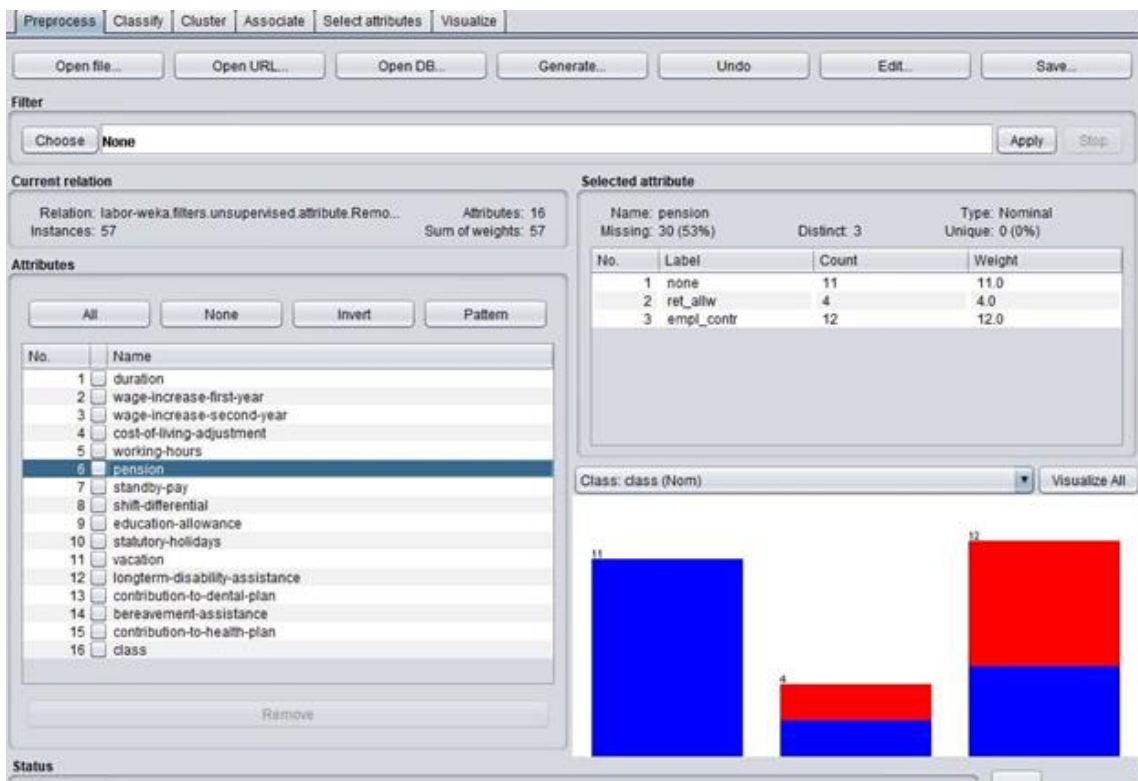 Preprocess Classify Cluster Associate Select attributes Visualize
Open file... Open URL... Open DB... Generate... Undo Edit... Save...
Filter
Choose None Apply Stop
Current relation
Relation: labor-weka.filters.unsupervised.attribute.Remo... Attributes: 16
Instances: 57 Sum of weights: 57
Attributes
All None Invert Pattern
No. Name
1 duration
2 wage-increase-first-year
3 wage-increase-second-year
4 cost-of-living-adjustment
5 working-hours
6 pension
7 standby-pay
8 shift-differential
9 education-allowance
10 statutory-holidays
11 vacation
12 longterm-disability-assistance
13 contribution-to-dental-plan
14 bereavement-assistance
15 contribution-to-health-plan
16 class
Remove
Selected attribute
Name: pension Type: Nominal
Missing: 30 (53%) Distinct: 3 Unique: 0 (0%)
No. Label Count Weight
1 none 11 11.0
2 ret_allw 4 4.0
3 empl_contr 12 12.0
Class: class (Nom) Visualize All
11
4
12
Status